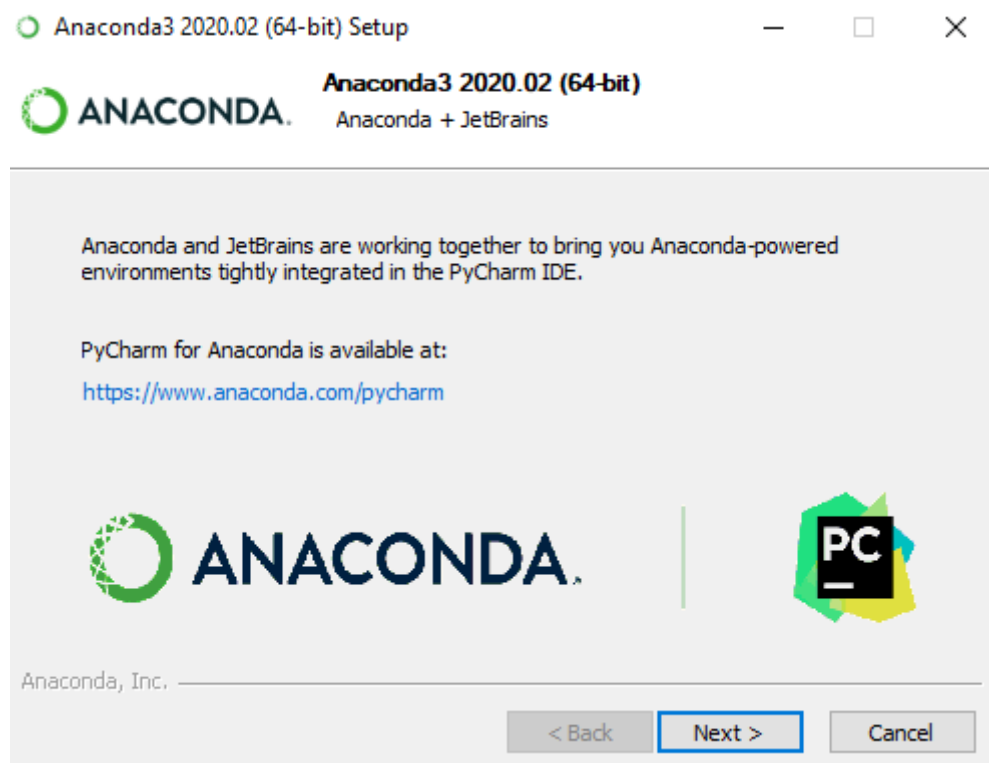 Anaconda3 2020.02 (64-bit) Setup
ANACONDA.
Anaconda3 2020.02 (64-bit)
Anaconda + JetBrains
Anaconda and JetBrains are working together to bring you Anaconda-powered
environments tightly integrated in the PyCharm IDE.
PyCharm for Anaconda is available at:
https://www.anaconda.com/pycharm
ANACONDA.
PC
Anaconda, Inc.
< Back
Next >
Cancel